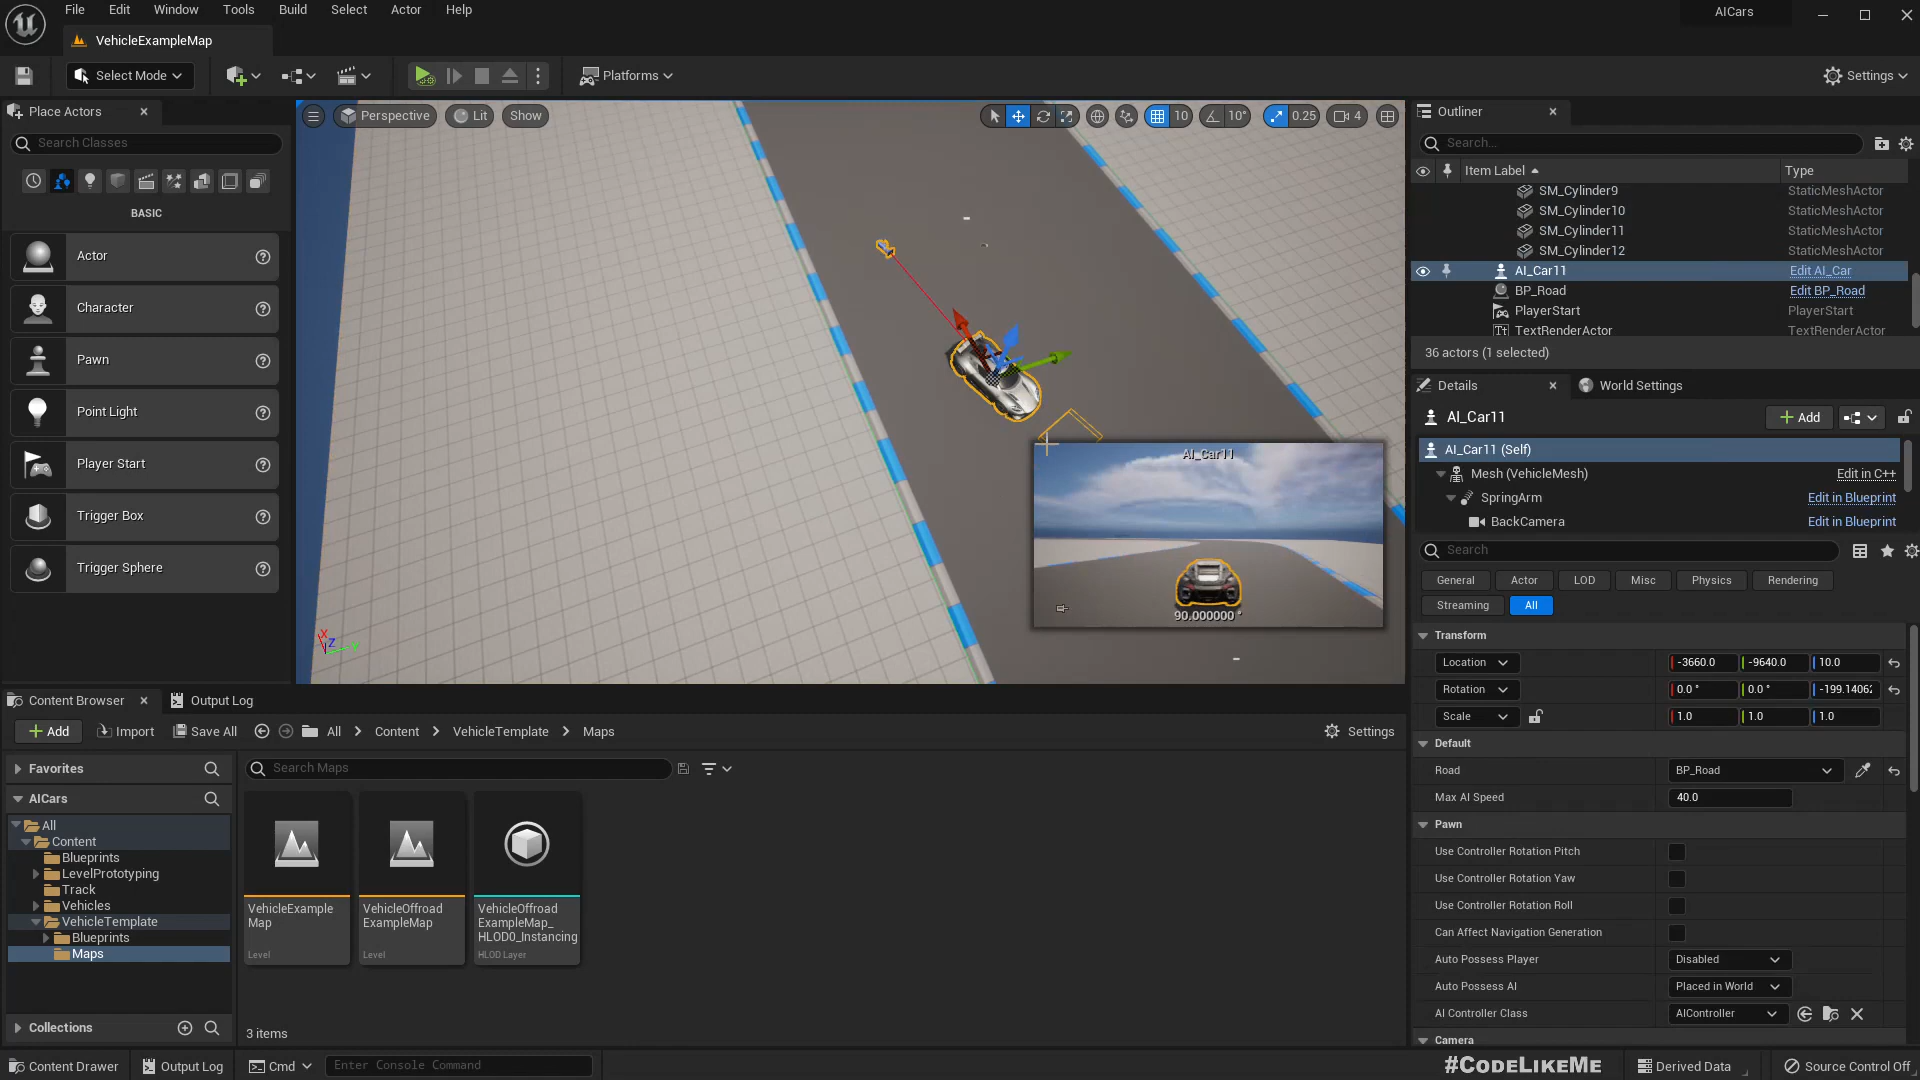 File Edit Window Tools Build Select Actor Help
AICars
VehicleExampleMap
Select Mode
Platforms
Settings
Place Actors
Search Classes
BASIC
Actor
Character
Pawn
Point Light
Player Start
Trigger Box
Trigger Sphere
Perspective Lit Show
10 10° 0.25 4
AI_Car11
90.000000 °
X Z Y
Outliner
Search...
Item Label Type
SM_Cylinder9 StaticMeshActor
SM_Cylinder10 StaticMeshActor
SM_Cylinder11 StaticMeshActor
SM_Cylinder12 StaticMeshActor
AI_Car11 Edit AI_Car
BP_Road Edit BP_Road
PlayerStart PlayerStart
TextRenderActor TextRenderActor
36 actors (1 selected)
Details World Settings
AI_Car11 Add
AI_Car11 (Self)
Mesh (VehicleMesh) Edit in C++
SpringArm Edit in Blueprint
BackCamera Edit in Blueprint
Search
General Actor LOD Misc Physics Rendering
Streaming All
Transform
Location -3660.0 -9640.0 10.0
Rotation 0.0 ° 0.0 ° -199.14062
Scale 1.0 1.0 1.0
Default
Road BP_Road
Max AI Speed 40.0
Pawn
Use Controller Rotation Pitch
Use Controller Rotation Yaw
Use Controller Rotation Roll
Can Affect Navigation Generation
Auto Possess Player Disabled
Auto Possess AI Placed in World
AI Controller Class AIController
Camera
Content Browser Output Log
Add Import Save All All Content VehicleTemplate Maps Settings
Favorites
Search Maps
AICars
All
Content
Blueprints
LevelPrototyping
Track
Vehicles
VehicleTemplate
Blueprints
Maps
Collections
VehicleExample
Map
Level
VehicleOffroad
ExampleMap
Level
VehicleOffroad
ExampleMap_
HLOD0_Instancing
HLOD Layer
3 items
Content Drawer Output Log Cmd Enter Console Command
#CODELIKEME
Derived Data Source Control Off